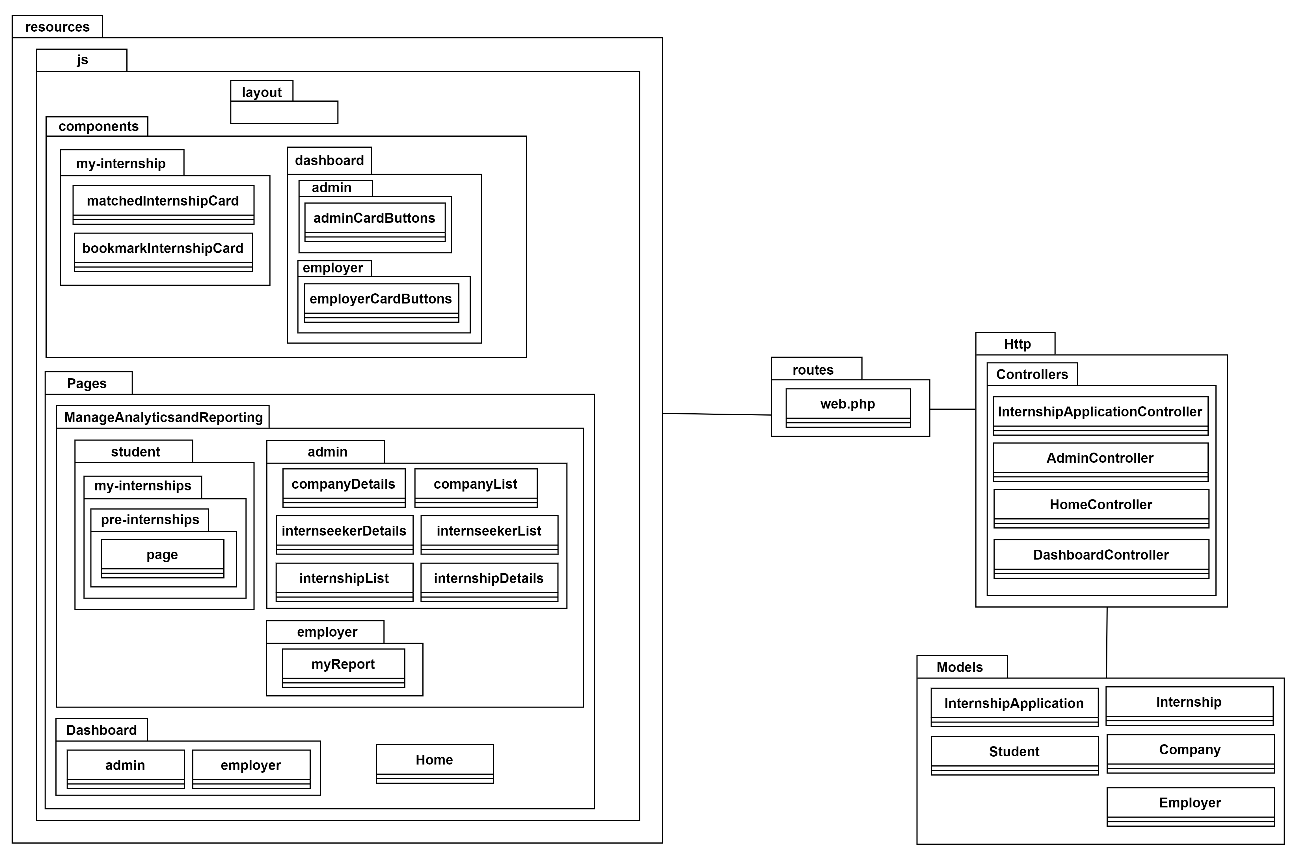 resources
js
layout
components
my-internship
matchedInternshipCard
bookmarkInternshipCard
dashboard
admin
adminCardButtons
employer
employerCardButtons
Pages
ManageAnalyticsandReporting
student
my-internships
pre-internships
page
admin
companyDetails
companyList
internseekerDetails
internseekerList
internshipList
internshipDetails
employer
myReport
Dashboard
admin
employer
Home
routes
web.php
Http
Controllers
InternshipApplicationController
AdminController
HomeController
DashboardController
Models
InternshipApplication
Internship
Student
Company
Employer